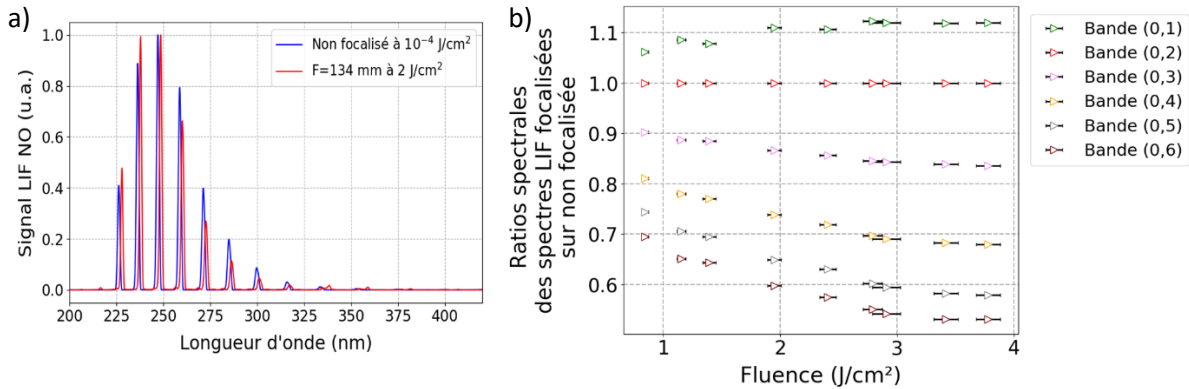 a)
Signal LIF NO (u.a.)
1.0
0.8
0.6
0.4
0.2
0.0
Non focalisé à 10⁻⁴ J/cm²
F=134 mm à 2 J/cm²
200 225 250 275 300 325 350 375 400
Longueur d'onde (nm)
b)
Ratios spectrales
des spectres LIF focalisées
sur non focalisée
1.1
1.0
0.9
0.8
0.7
0.6
1 2 3 4
Fluence (J/cm²)
Bande (0,1)
Bande (0,2)
Bande (0,3)
Bande (0,4)
Bande (0,5)
Bande (0,6)